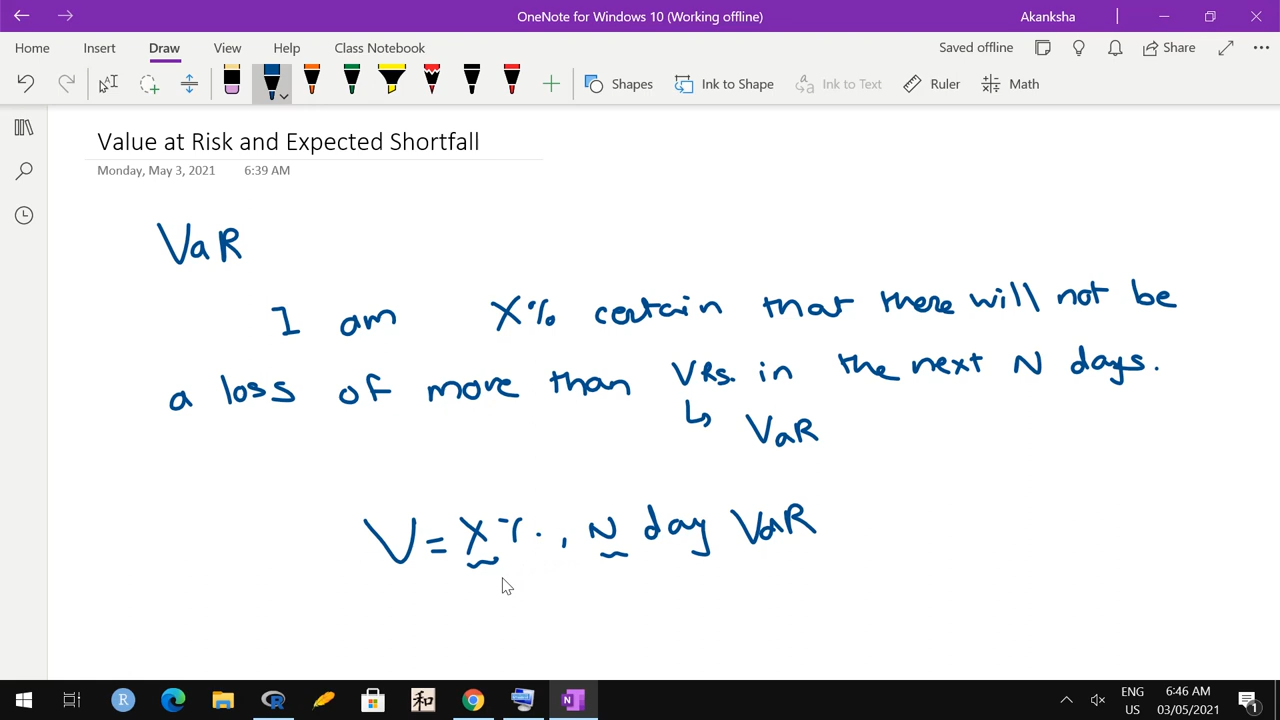 OneNote for Windows 10 (Working offline)
Akanksha
Home Insert Draw View Help Class Notebook
Saved offline
Share
Shapes
Ink to Shape
Ink to Text
Ruler
Math
Value at Risk and Expected Shortfall
Monday, May 3, 2021 6:39 AM
VaR
I am X% certain that there will not be
a loss of more than V Rs. in the next N days.
↳ VaR
V = X%, N day VaR
ENG
US
6:46 AM
03/05/2021
R
R
和
N
1